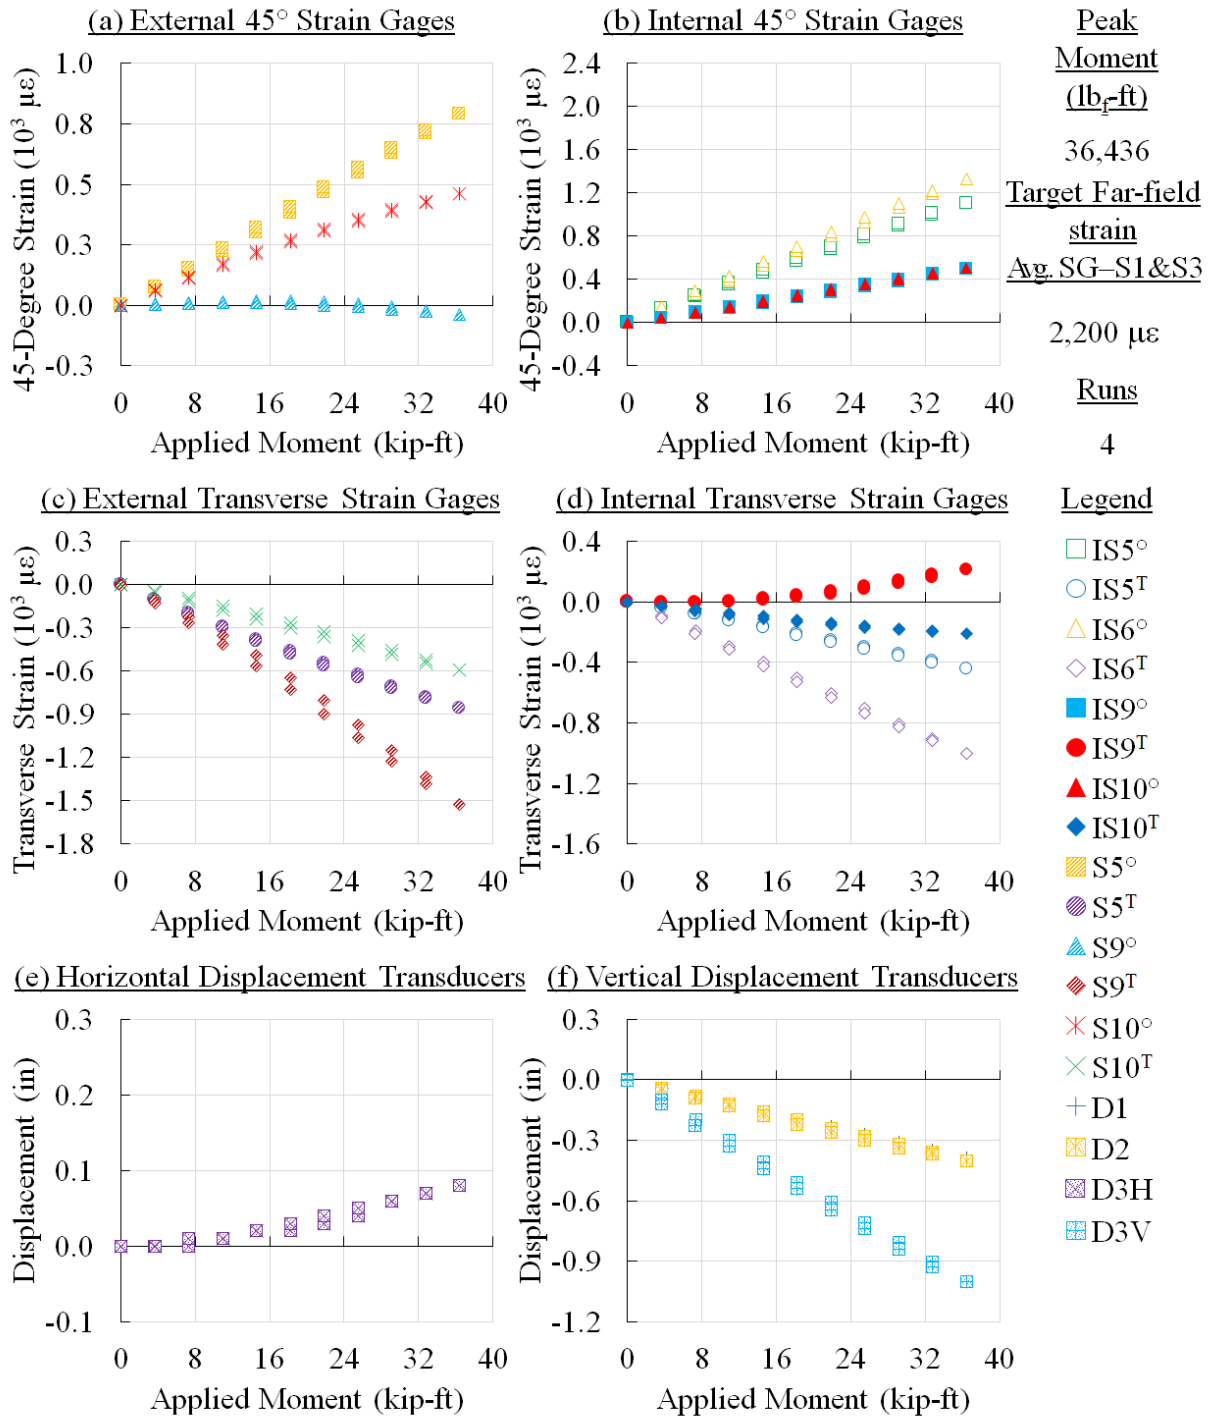 (a) External 45° Strain Gages
45-Degree Strain (10³ με)
1.0
0.8
0.5
0.3
0.0
-0.3
0 8 16 24 32 40
Applied Moment (kip-ft)
(b) Internal 45° Strain Gages
45-Degree Strain (10³ με)
2.4
2.0
1.6
1.2
0.8
0.4
0.0
-0.4
0 8 16 24 32 40
Applied Moment (kip-ft)
Peak
Moment
(lb_f-ft)
36,436
Target Far-field
strain
Avg. SG–S1&S3
2,200 με
Runs
4
(c) External Transverse Strain Gages
Transverse Strain (10³ με)
0.3
0.0
-0.3
-0.6
-0.9
-1.2
-1.5
-1.8
0 8 16 24 32 40
Applied Moment (kip-ft)
(d) Internal Transverse Strain Gages
Transverse Strain (10³ με)
0.4
0.0
-0.4
-0.8
-1.2
-1.6
0 8 16 24 32 40
Applied Moment (kip-ft)
(e) Horizontal Displacement Transducers
Displacement (in)
0.3
0.2
0.1
0.0
-0.1
0 8 16 24 32 40
Applied Moment (kip-ft)
(f) Vertical Displacement Transducers
Displacement (in)
0.3
0.0
-0.3
-0.6
-0.9
-1.2
0 8 16 24 32 40
Applied Moment (kip-ft)
Legend
IS5°
IS5ᵀ
IS6°
IS6ᵀ
IS9°
IS9ᵀ
IS10°
IS10ᵀ
S5°
S5ᵀ
S9°
S9ᵀ
S10°
S10ᵀ
D1
D2
D3H
D3V